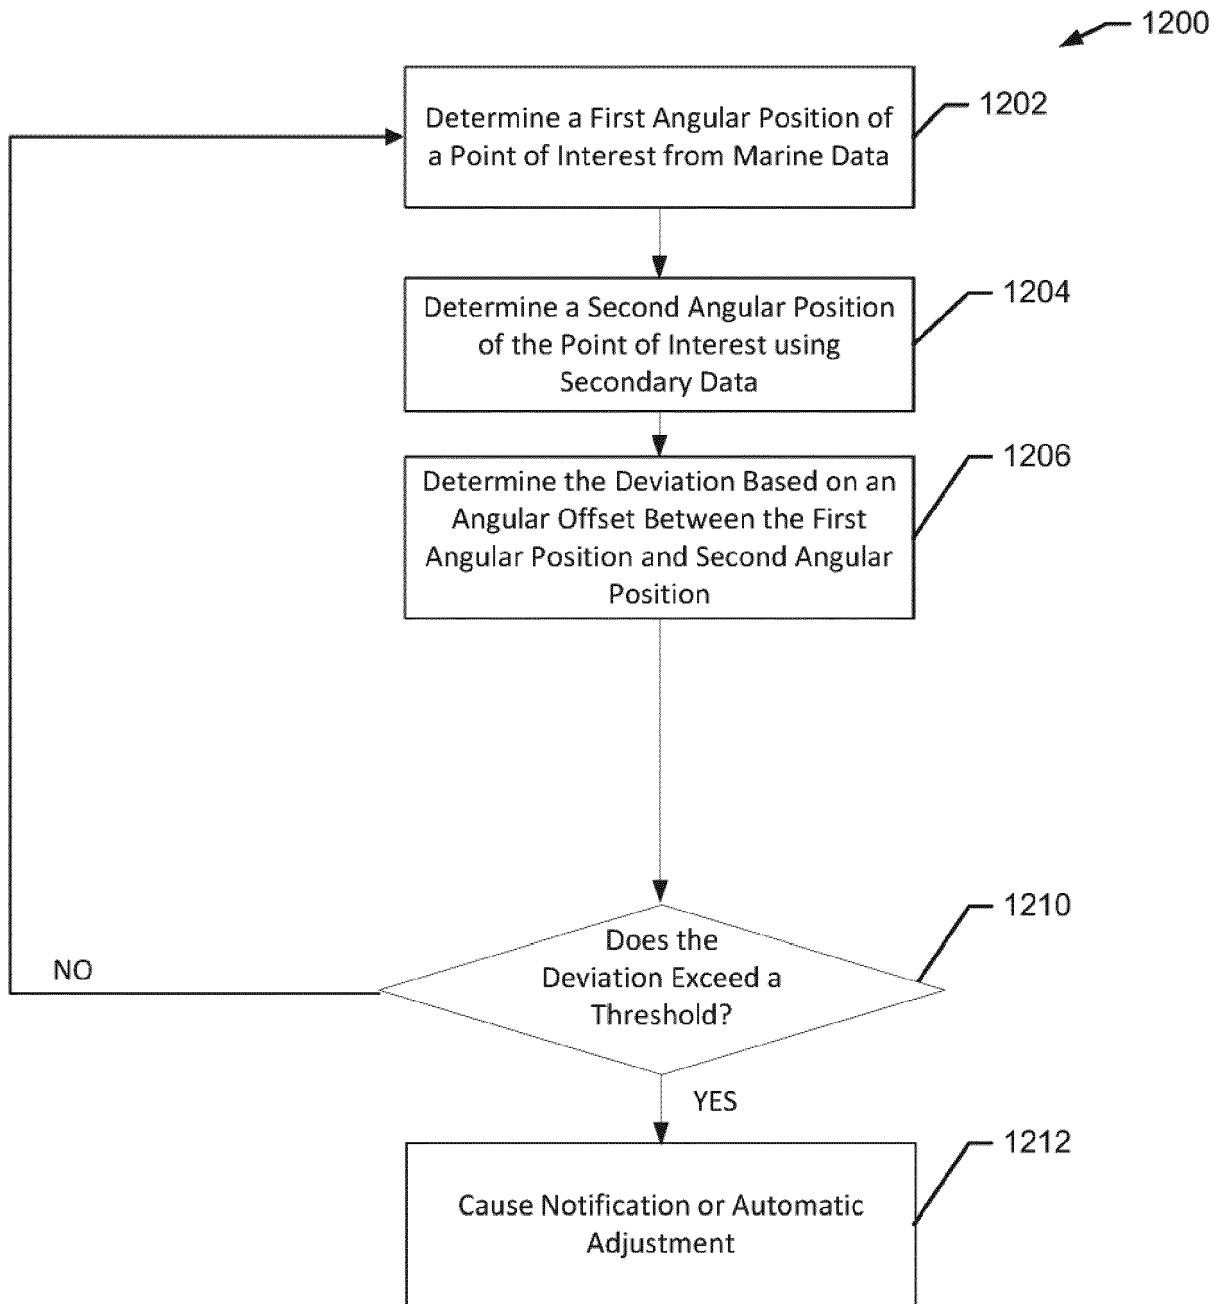 1200
Determine a First Angular Position of
a Point of Interest from Marine Data
1202
Determine a Second Angular Position
of the Point of Interest using
Secondary Data
1204
Determine the Deviation Based on an
Angular Offset Between the First
Angular Position and Second Angular
Position
1206
Does the
Deviation Exceed a
Threshold?
1210
NO
YES
Cause Notification or Automatic
Adjustment
1212